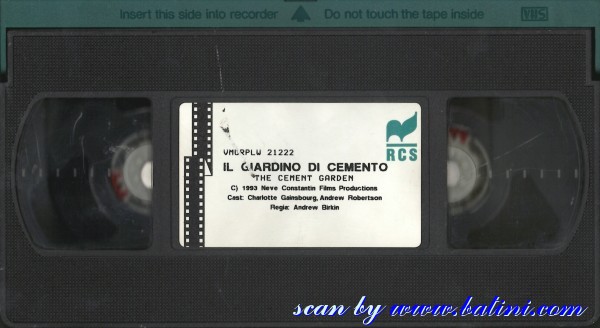 Insert this side into recorder Do not touch the tape inside VHS
VMGRPLW 21222
RCS
IL GIARDINO DI CEMENTO
THE CEMENT GARDEN
C) 1993 Neve Constantin Films Productions
Cast: Charlotte Gainsbourg, Andrew Robertson
Regia: Andrew Birkin
scan by www.batini.com